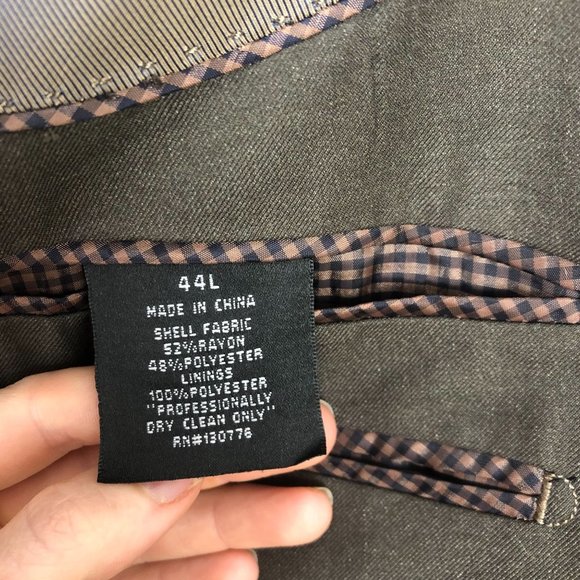 44L
MADE IN CHINA
SHELL FABRIC
52%RAYON
48%POLYESTER
LININGS
100%POLYESTER
"PROFESSIONALLY
DRY CLEAN ONLY"
RN#130776